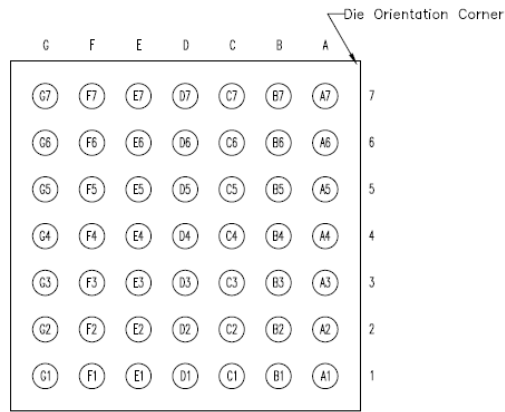 Die Orientation Corner
G F E D C B A
G7 F7 E7 D7 C7 B7 A7 7
G6 F6 E6 D6 C6 B6 A6 6
G5 F5 E5 D5 C5 B5 A5 5
G4 F4 E4 D4 C4 B4 A4 4
G3 F3 E3 D3 C3 B3 A3 3
G2 F2 E2 D2 C2 B2 A2 2
G1 F1 E1 D1 C1 B1 A1 1